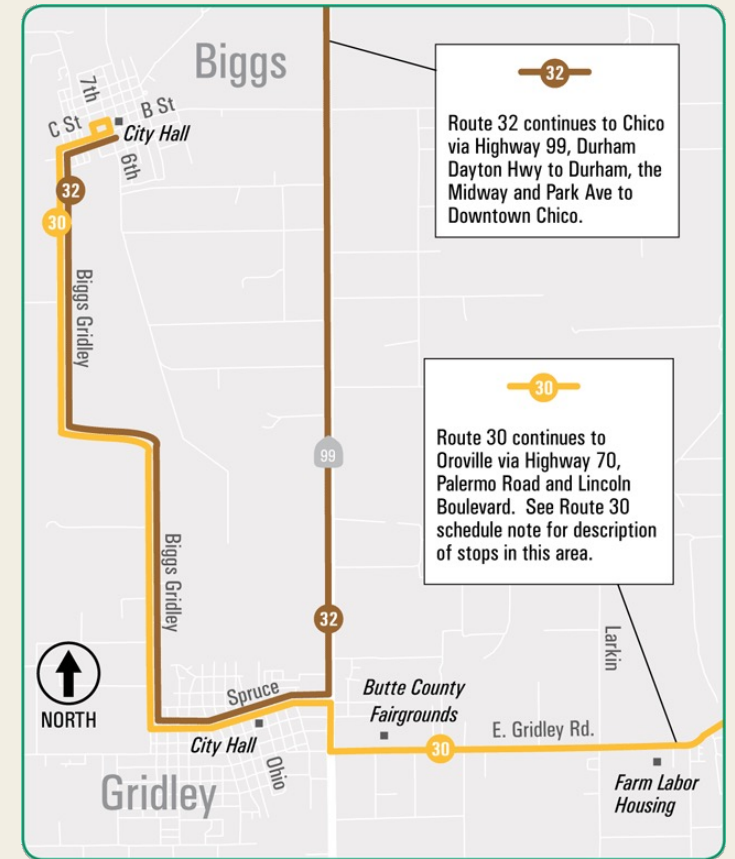 Biggs
7th
B St
C St
City Hall
6th
32
30
Biggs Gridley
32
Route 32 continues to Chico
via Highway 99, Durham
Dayton Hwy to Durham, the
Midway and Park Ave to
Downtown Chico.
99
30
Route 30 continues to
Oroville via Highway 70,
Palermo Road and Lincoln
Boulevard.  See Route 30
schedule note for description
of stops in this area.
Biggs Gridley
32
Larkin
NORTH
Spruce
City Hall
Ohio
Gridley
Butte County
Fairgrounds
30
E. Gridley Rd.
Farm Labor
Housing